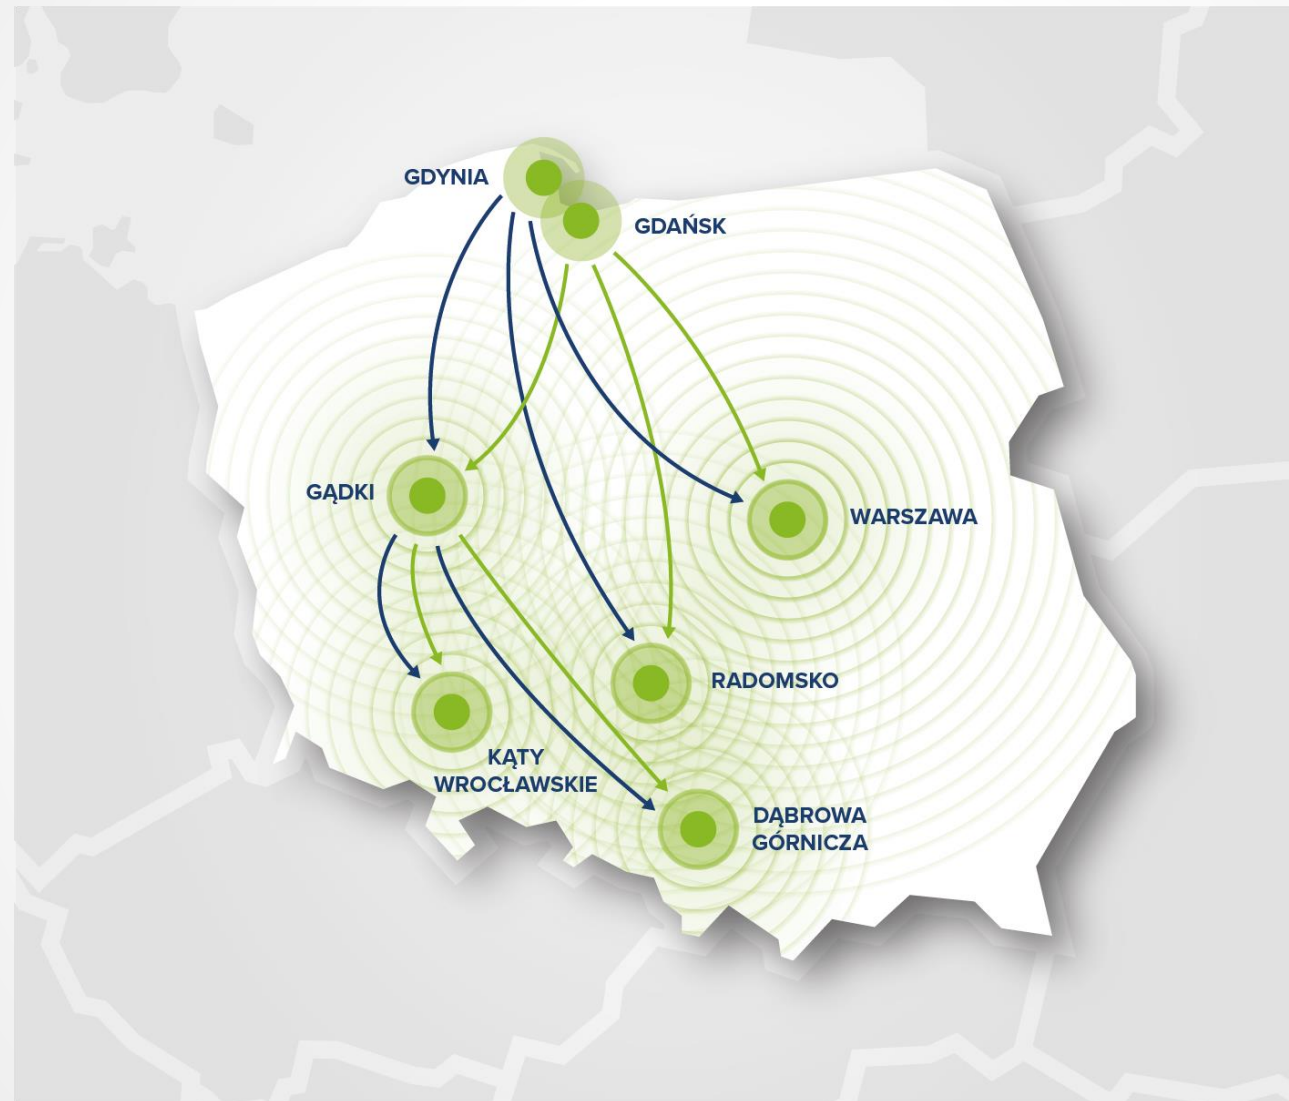 GDYNIA
GDAŃSK
GĄDKI
WARSZAWA
RADOMSKO
KĄTY
WROCŁAWSKIE
DĄBROWA
GÓRNICZA